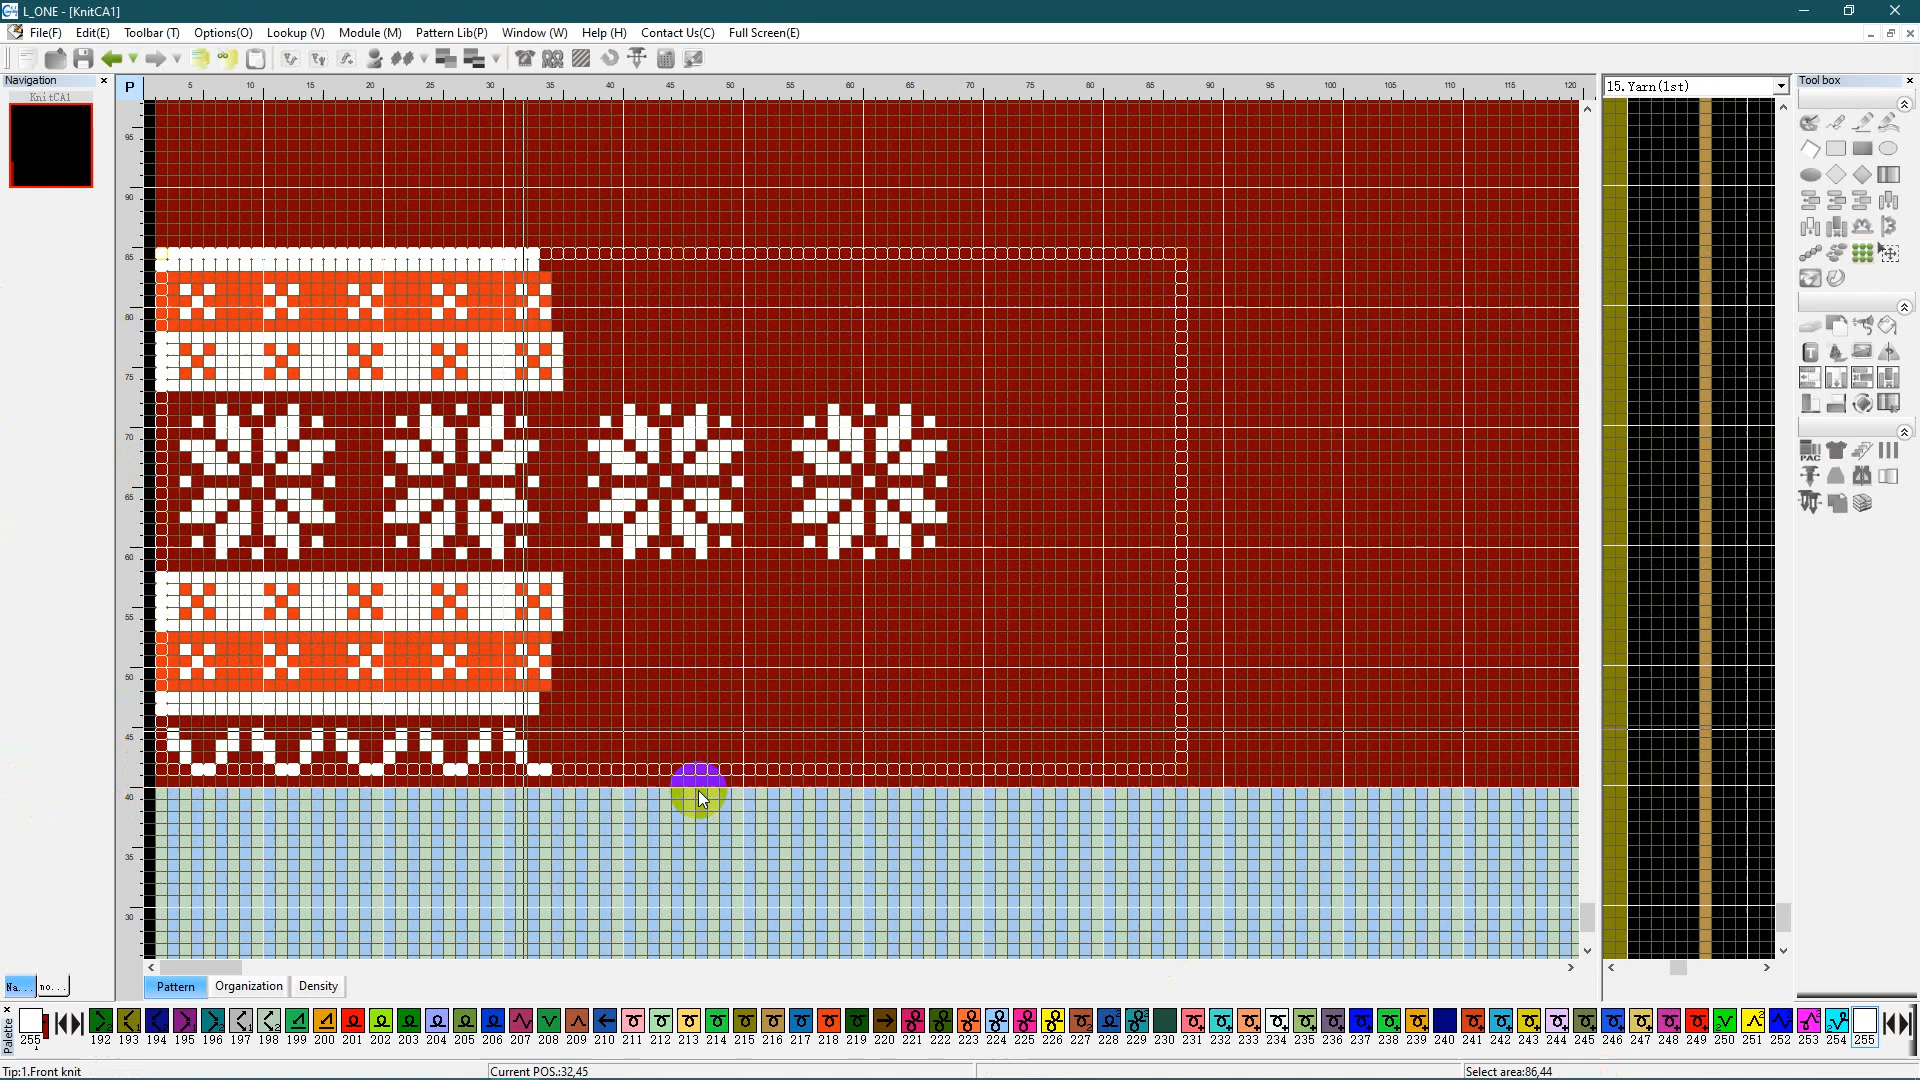 L_ONE - [KnitCA1]
File(F) Edit(E) Toolbar (T) Options(O) Lookup (V) Module (M) Pattern Lib(P) Window (W) Help (H) Contact Us(C) Full Screen(E)
Navigation
KnitCA1
P
5 10 15 20 25 30 35 40 45 50 55 60 65 70 75 80 85 90 95 100 105 110 115 120
15.Yarn(1st)
Tool box
95
90
85
80
75
70
65
60
55
50
45
40
35
30
PAC
Na... no...
Pattern Organization Density
Palette
255 192 193 194 195 196 197 198 199 200 201 202 203 204 205 206 207 208 209 210 211 212 213 214 215 216 217 218 219 220 221 222 223 224 225 226 227 228 229 230 231 232 233 234 235 236 237 238 239 240 241 242 243 244 245 246 247 248 249 250 251 252 253 254 255
Tip:1.Front knit
Current POS.:32,45
Select area:86,44